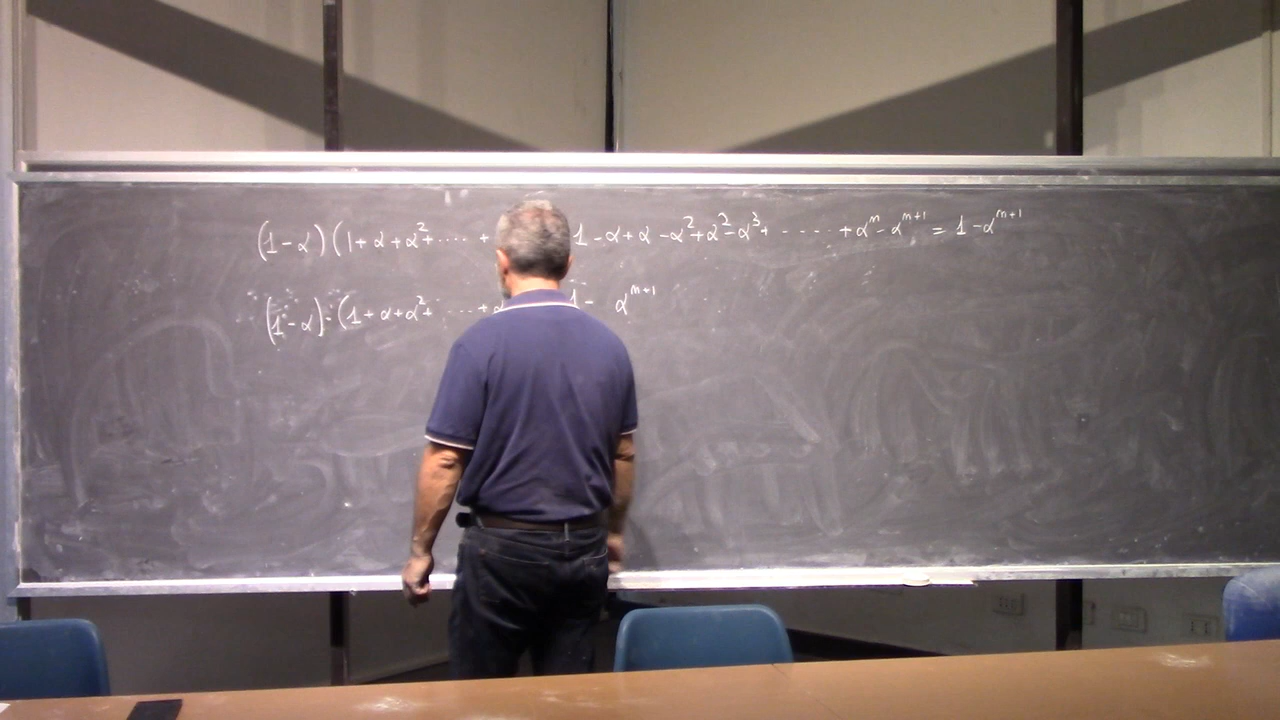 (1-α)(1+α+α²+....+ 1-α+α-α²+α²-α³+ - - - - +αⁿ-αⁿ⁺¹ = 1-αⁿ⁺¹
(1-α)·(1+α+α²+ ....+α 1- αⁿ⁺¹